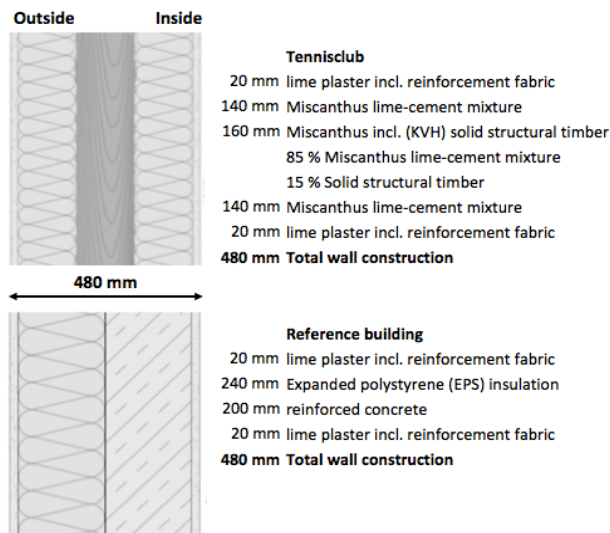 Outside Inside
Tennisclub
20 mm lime plaster incl. reinforcement fabric
140 mm Miscanthus lime-cement mixture
160 mm Miscanthus incl. (KVH) solid structural timber
85 % Miscanthus lime-cement mixture
15 % Solid structural timber
140 mm Miscanthus lime-cement mixture
20 mm lime plaster incl. reinforcement fabric
480 mm Total wall construction
480 mm
Reference building
20 mm lime plaster incl. reinforcement fabric
240 mm Expanded polystyrene (EPS) insulation
200 mm reinforced concrete
20 mm lime plaster incl. reinforcement fabric
480 mm Total wall construction